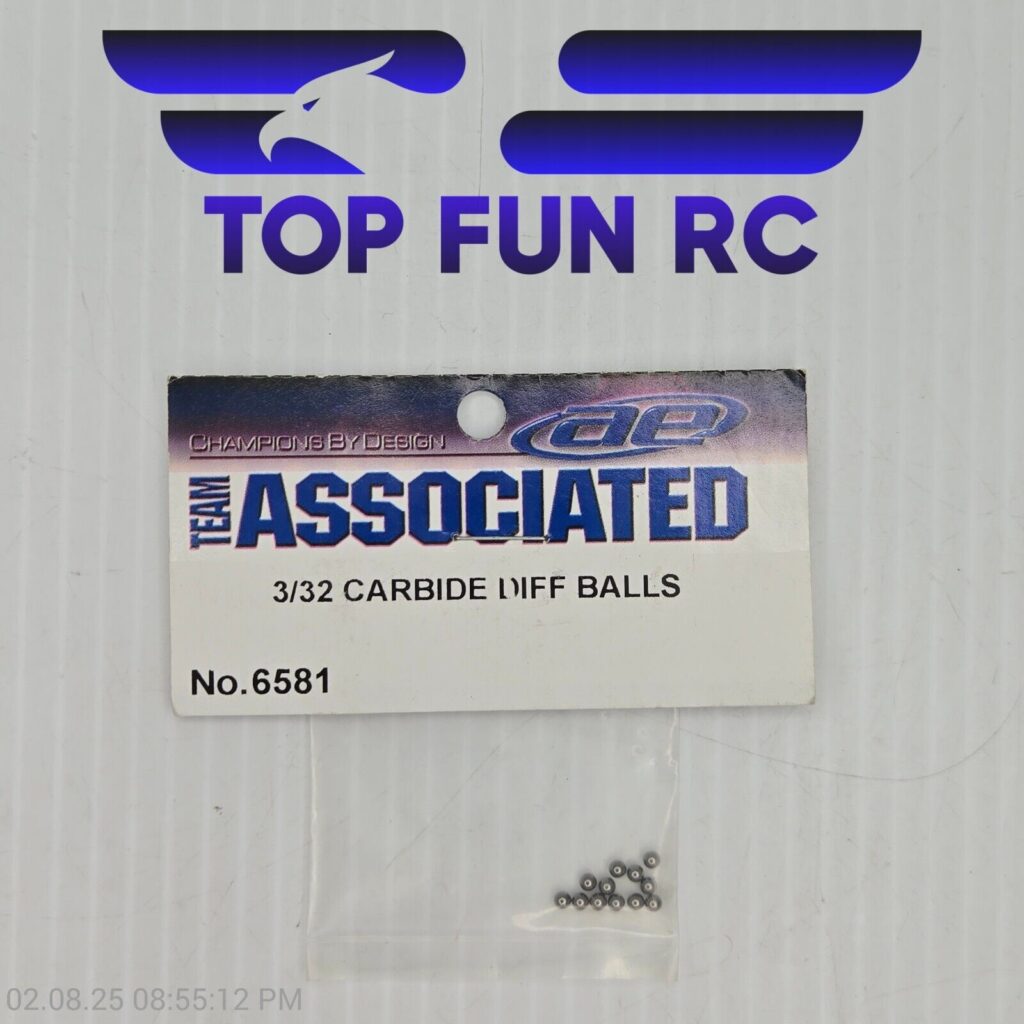 TOP FUN RC
CHAMPIONS BY DESIGN
ae
TEAM ASSOCIATED
3/32 CARBIDE DIFF BALLS
No.6581
02.08.25 08:55:12 PM